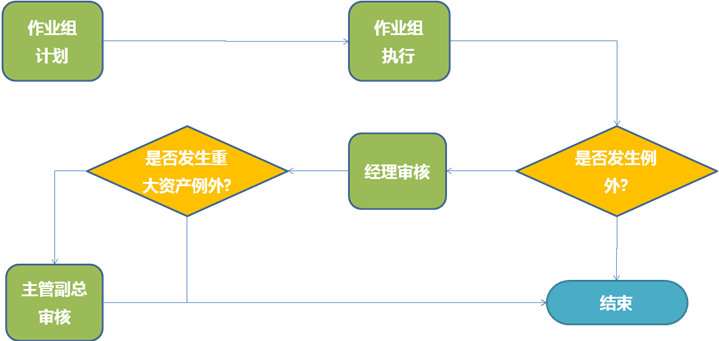 作业组
计划
作业组
执行
是否发生重
大资产例外?
经理审核
是否发生例
外?
主管副总
审核
结束